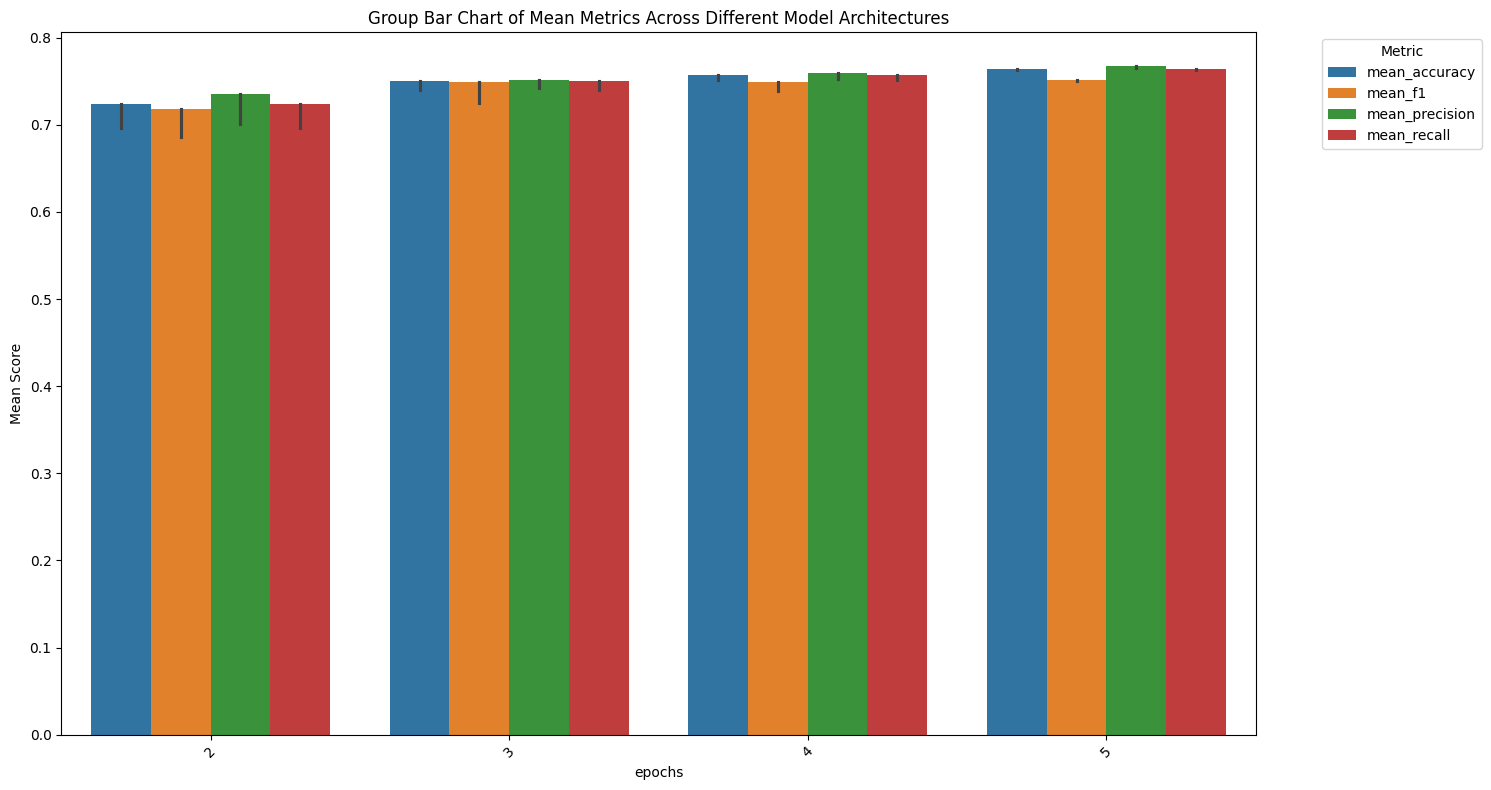 Group Bar Chart of Mean Metrics Across Different Model Architectures
Mean Score
0.8
0.7
0.6
0.5
0.4
0.3
0.2
0.1
0.0
2
3
4
5
epochs
Metric
mean_accuracy
mean_f1
mean_precision
mean_recall